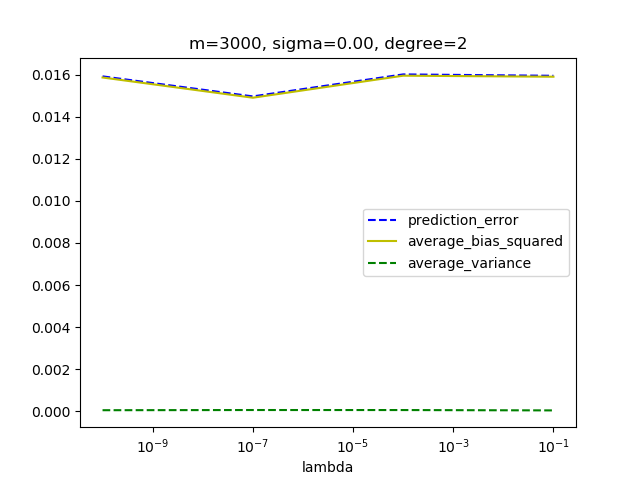 m=3000, sigma=0.00, degree=2
0.016
0.014
0.012
0.010
0.008
0.006
0.004
0.002
0.000
prediction_error
average_bias_squared
average_variance
10⁻⁹ 10⁻⁷ 10⁻⁵ 10⁻³ 10⁻¹
lambda